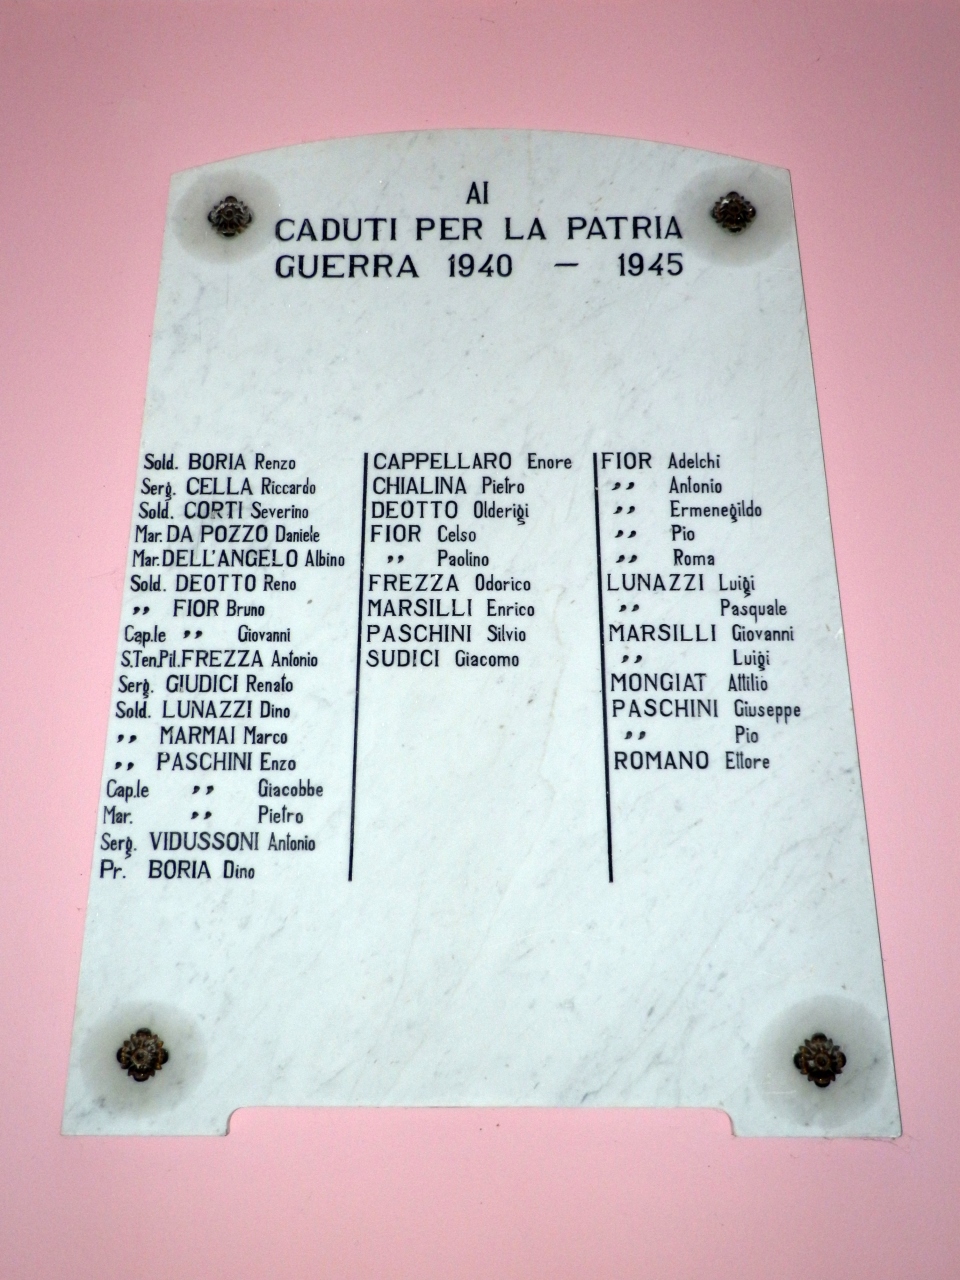 AI
CADUTI PER LA PATRIA
GUERRA 1940 – 1945
Sold. BORIA Renzo
Serg. CELLA Riccardo
Sold. CORTI Severino
Mar. DA POZZO Daniele
Mar. DELL'ANGELO Albino
Sold. DEOTTO Reno
,, FIOR Bruno
Cap.le ,, Giovanni
S.Ten.Pil. FREZZA Antonio
Serg. GIUDICI Renato
Sold. LUNAZZI Dino
,, MARMAI Marco
,, PASCHINI Enzo
Cap.le ,, Giacobbe
Mar. ,, Pietro
Serg. VIDUSSONI Antonio
Pr. BORIA Dino
CAPPELLARO Enore
CHIALINA Pietro
DEOTTO Olderigi
FIOR Celso
,, Paolino
FREZZA Odorico
MARSILLI Enrico
PASCHINI Silvio
SUDICI Giacomo
FIOR Adelchi
,, Antonio
,, Ermenegildo
,, Pio
,, Roma
LUNAZZI Luigi
,, Pasquale
MARSILLI Giovanni
,, Luigi
MONGIAT Attilio
PASCHINI Giuseppe
,, Pio
ROMANO Ettore